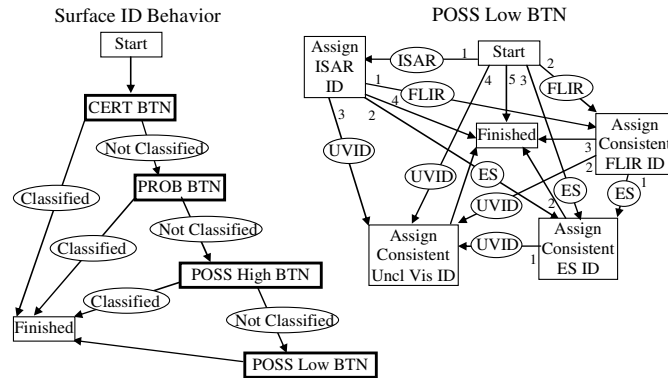 Surface ID Behavior
Start
CERT BTN
Not Classified
PROB BTN
Classified
Classified
Not Classified
POSS High BTN
Classified
Not Classified
Finished
POSS Low BTN
POSS Low BTN
Assign
ISAR
ID
ISAR
1
Start
2
FLIR
1
FLIR
4
5
3
3
2
4
Finished
Assign
Consistent
FLIR ID
3
2
1
UVID
UVID
ES
ES
ES
UVID
2
Assign
Consistent
Uncl Vis ID
UVID
1
Assign
Consistent
ES ID